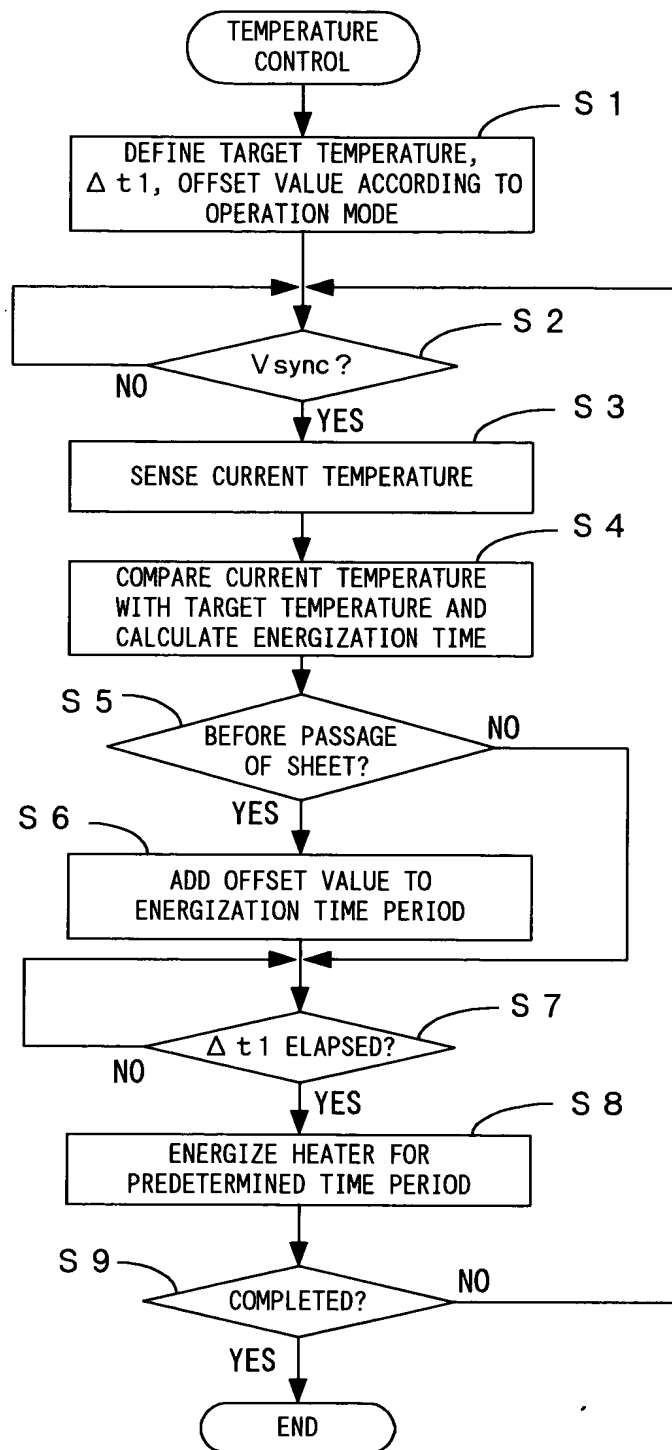 TEMPERATURE
CONTROL
S 1
DEFINE TARGET TEMPERATURE,
Δ t 1, OFFSET VALUE ACCORDING TO
OPERATION MODE
S 2
Vsync?
NO
YES
S 3
SENSE CURRENT TEMPERATURE
S 4
COMPARE CURRENT TEMPERATURE
WITH TARGET TEMPERATURE AND
CALCULATE ENERGIZATION TIME
S 5
BEFORE PASSAGE
OF SHEET?
NO
YES
S 6
ADD OFFSET VALUE TO
ENERGIZATION TIME PERIOD
S 7
Δ t 1 ELAPSED?
NO
YES
S 8
ENERGIZE HEATER FOR
PREDETERMINED TIME PERIOD
S 9
COMPLETED?
NO
YES
END